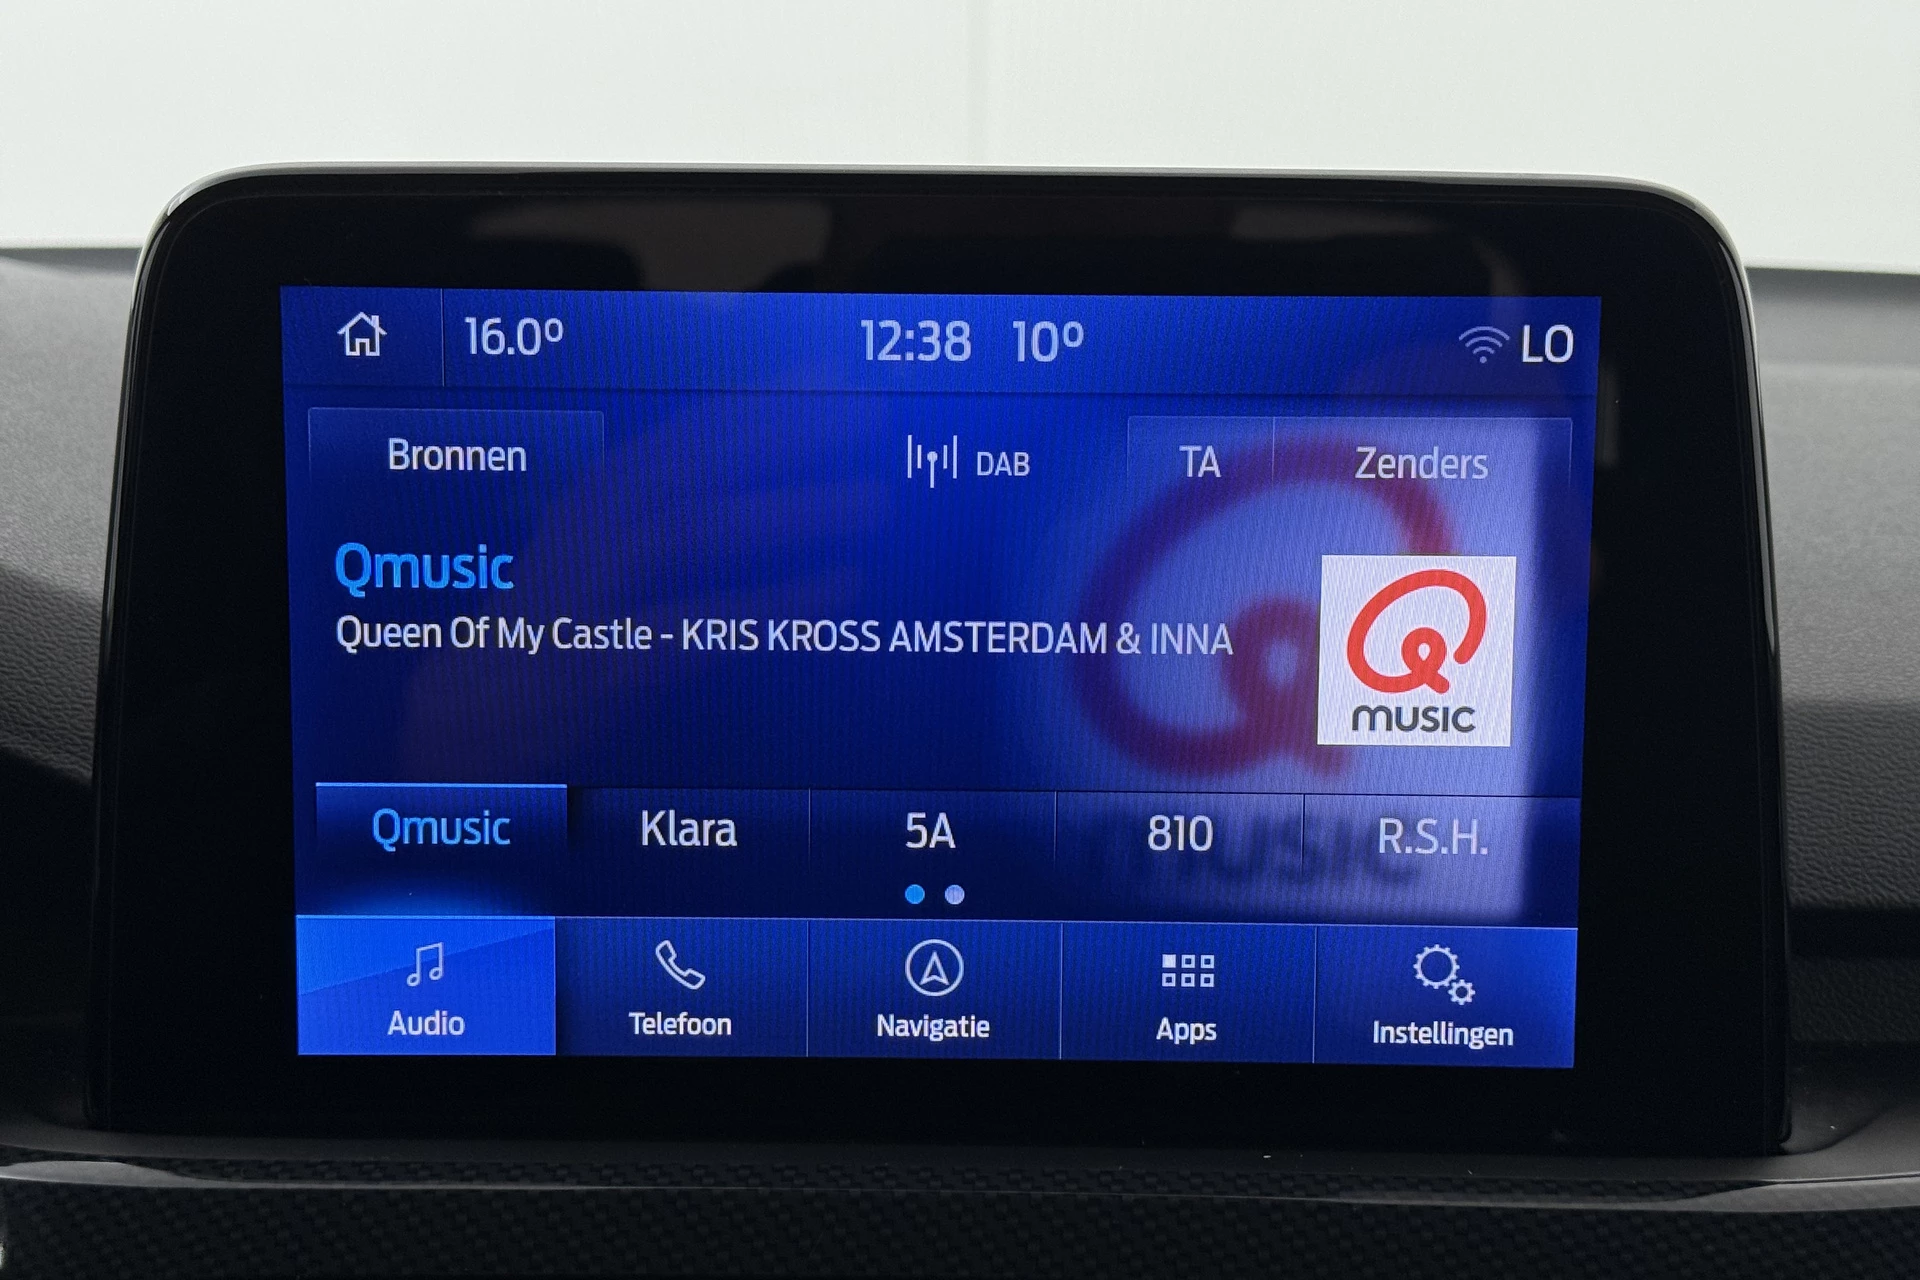 16.0° 12:38 10° LO
Bronnen DAB TA Zenders
Qmusic
Queen Of My Castle - KRIS KROSS AMSTERDAM & INNA
MUSIC
Qmusic Klara 5A 810 R.S.H.
Audio Telefoon Navigatie Apps Instellingen